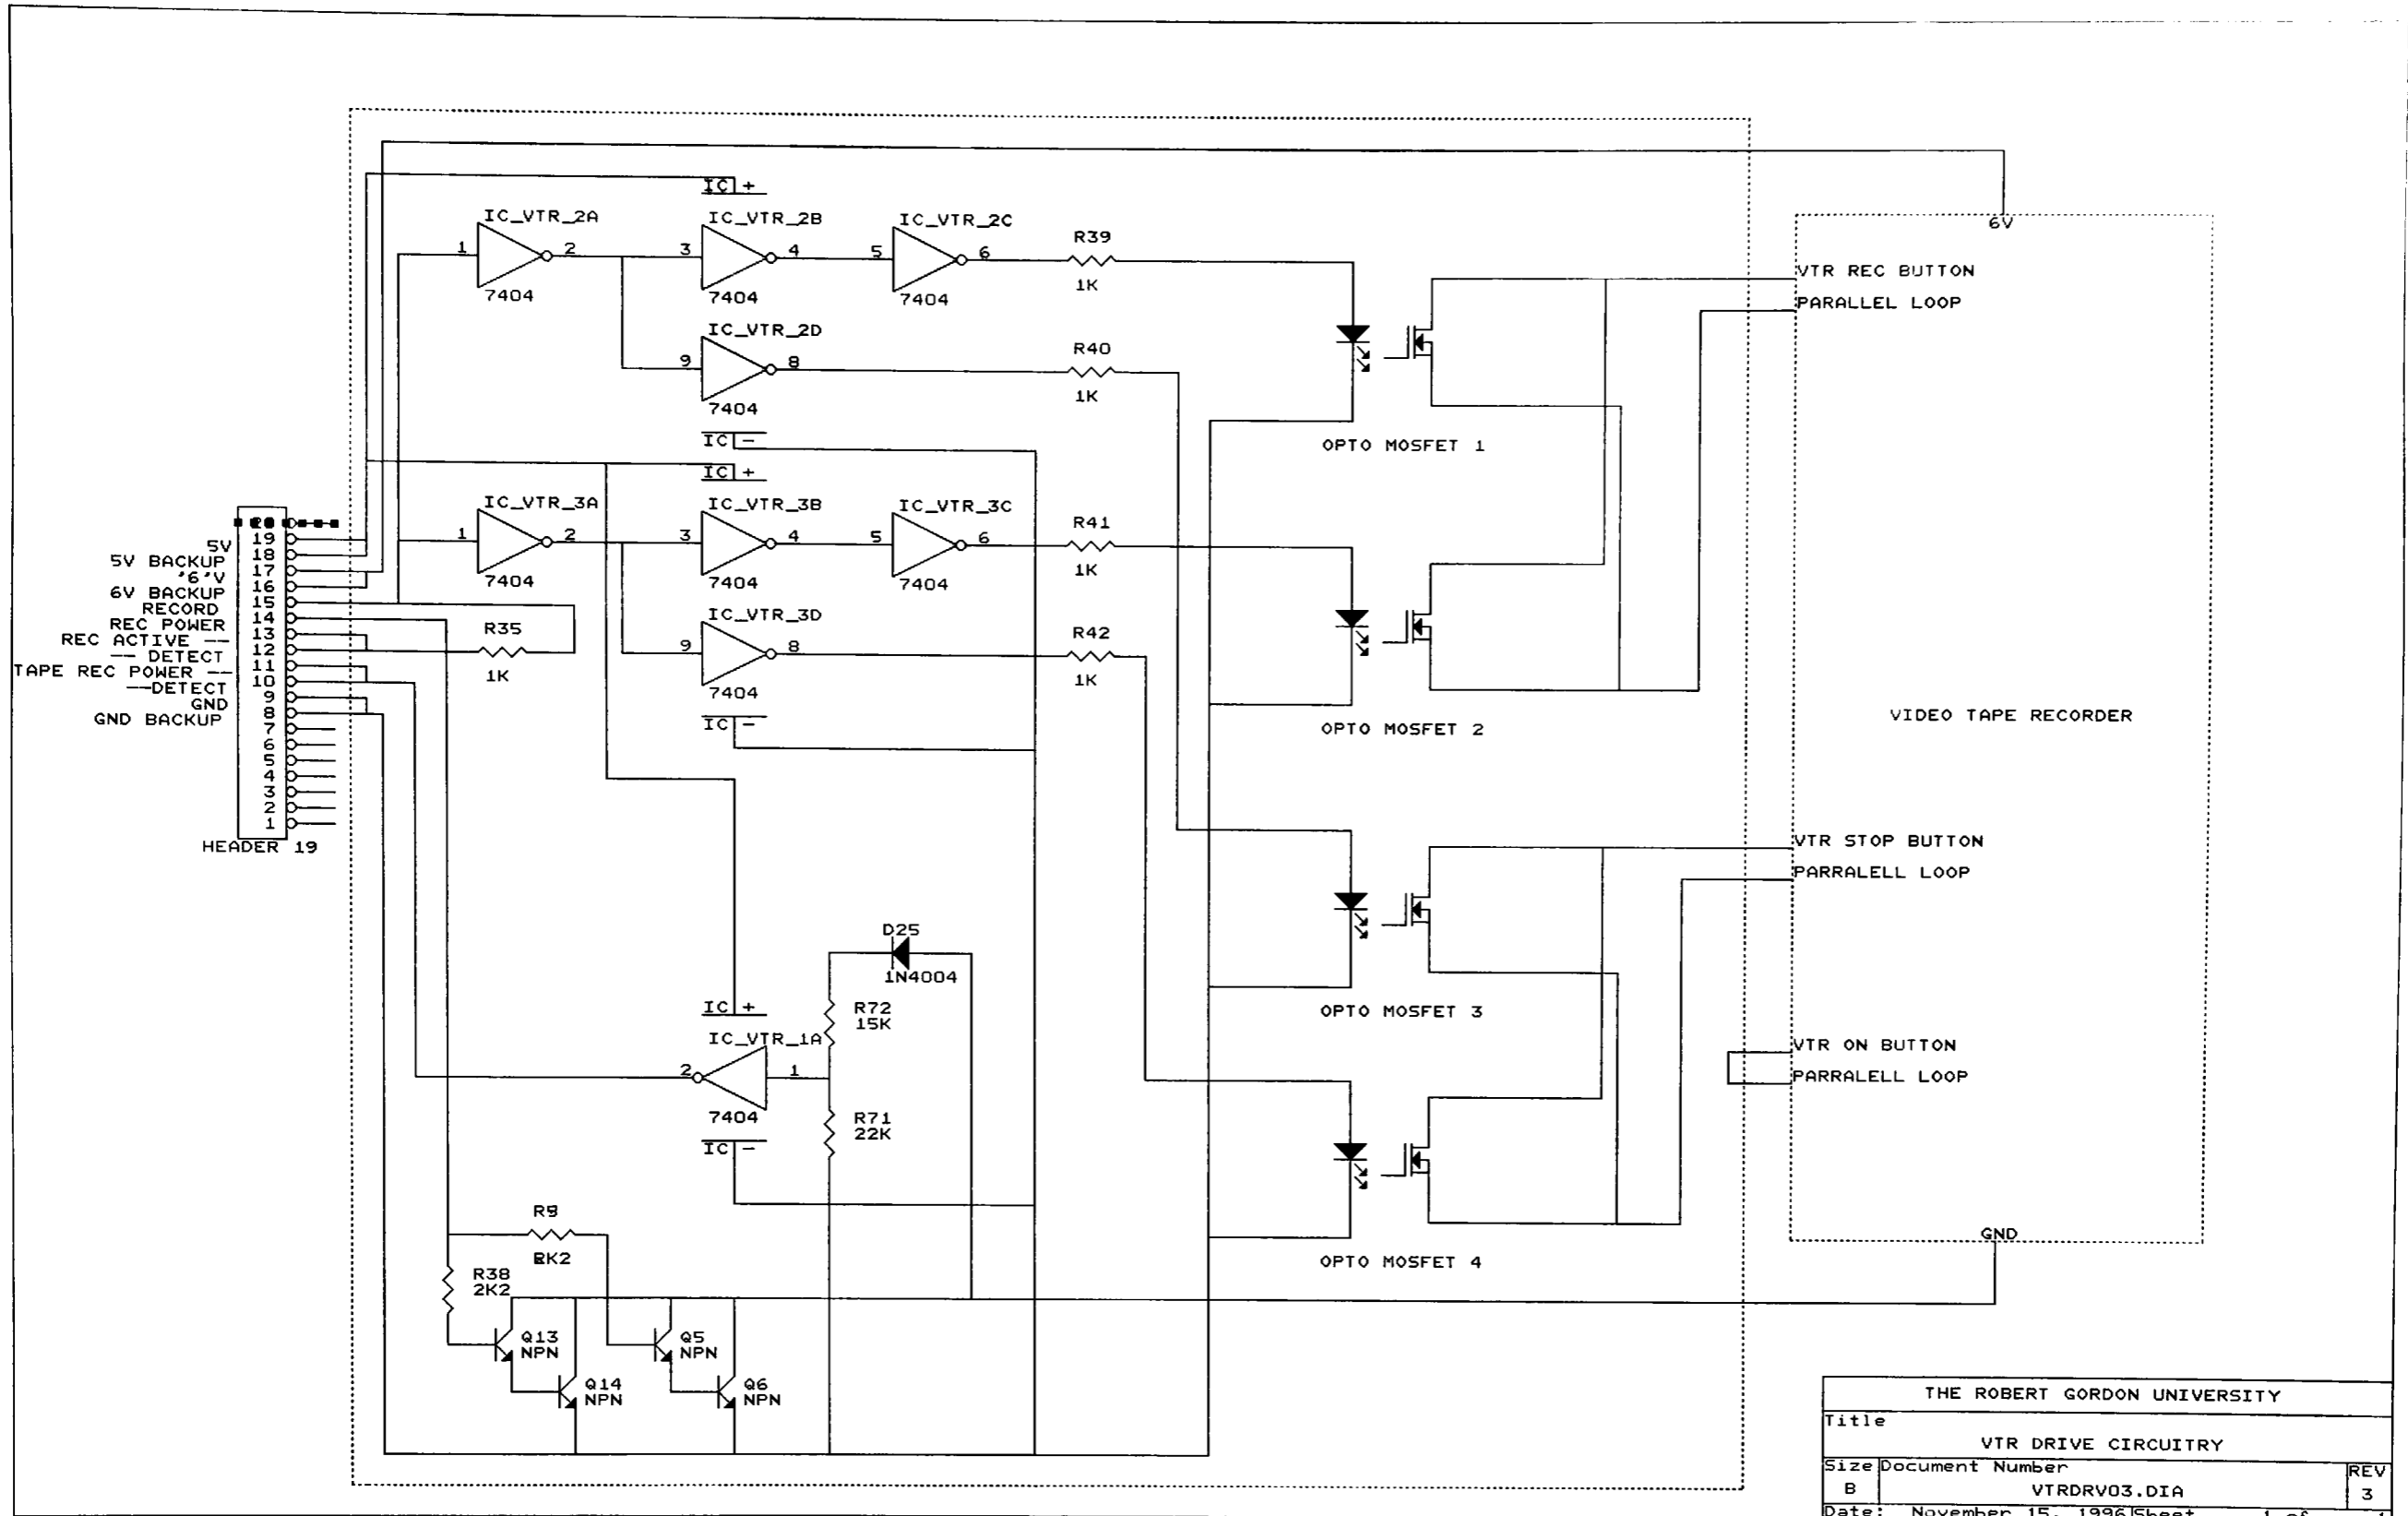 IC +
IC_VTR_2A
IC_VTR_2B
IC_VTR_2C
R39
1 2
3 4
5 6
7404
7404
7404
1K
IC_VTR_2D
R40
9 8
7404
1K
IC -
IC +
IC_VTR_3A
IC_VTR_3B
IC_VTR_3C
R41
1 2
3 4
5 6
7404
7404
7404
1K
IC_VTR_3D
R42
9 8
7404
1K
IC -
R35
1K
5V
5V BACKUP
'6'V
6V BACKUP
RECORD
REC POWER
REC ACTIVE --
-- DETECT
TAPE REC POWER --
--DETECT
GND
GND BACKUP
19
18
17
16
15
14
13
12
11
10
9
8
7
6
5
4
3
2
1
HEADER 19
D25
1N4004
IC +
R72
15K
IC_VTR_1A
2 1
7404
R71
22K
IC -
R38
2K2
Q13
NPN
Q14
NPN
Q5
NPN
Q6
NPN
OPTO MOSFET 1
OPTO MOSFET 2
OPTO MOSFET 3
OPTO MOSFET 4
6V
VTR REC BUTTON
PARALLEL LOOP
VIDEO TAPE RECORDER
VTR STOP BUTTON
PARRALELL LOOP
VTR ON BUTTON
PARRALELL LOOP
GND
THE ROBERT GORDON UNIVERSITY
Title
VTR DRIVE CIRCUITRY
Size Document Number REV
B VTRDRV03.DIA 3
Date: November 15, 1996 Sheet 1 of 1